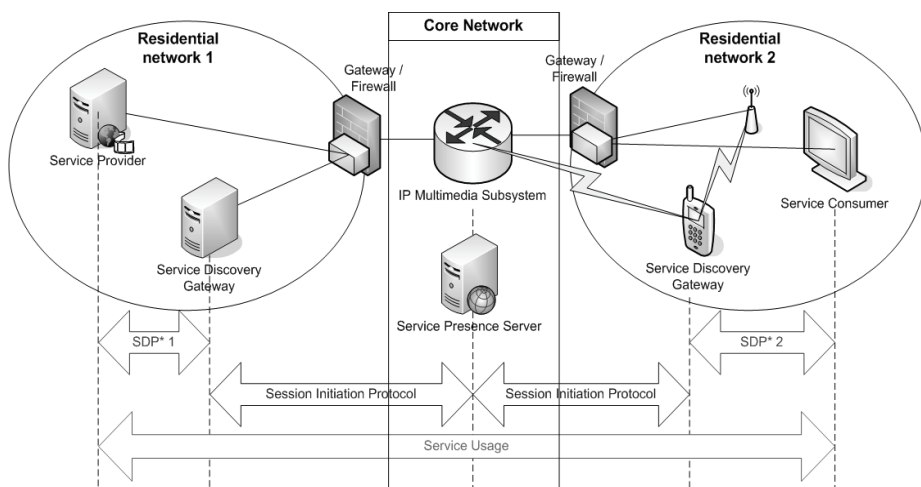 Residential
network 1
Core Network
Residential
network 2
Gateway /
Firewall
Gateway /
Firewall
Service Provider
IP Multimedia Subsystem
Service Consumer
Service Discovery
Gateway
Service Discovery
Gateway
Service Presence Server
SDP* 1
SDP* 2
Session Initiation Protocol
Session Initiation Protocol
Service Usage